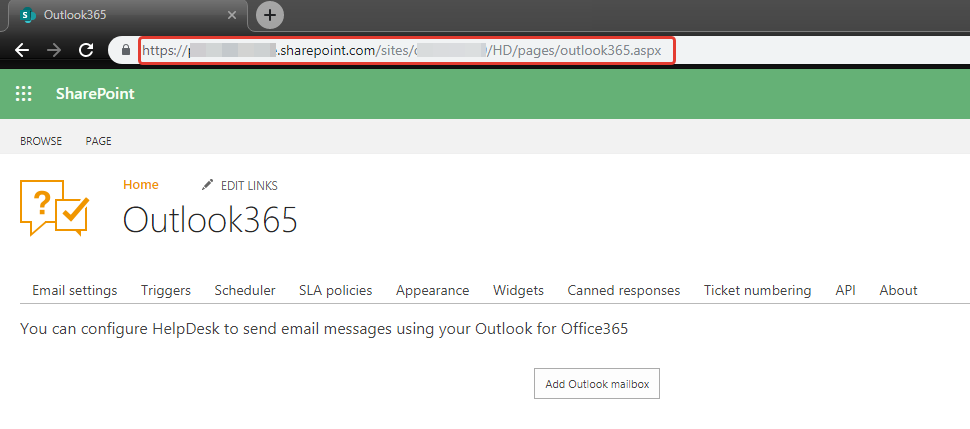 Outlook365
https://p .sharepoint.com/sites/c /HD/pages/outlook365.aspx
SharePoint
BROWSE PAGE
Home EDIT LINKS
Outlook365
Email settings Triggers Scheduler SLA policies Appearance Widgets Canned responses Ticket numbering API About
You can configure HelpDesk to send email messages using your Outlook for Office365
Add Outlook mailbox